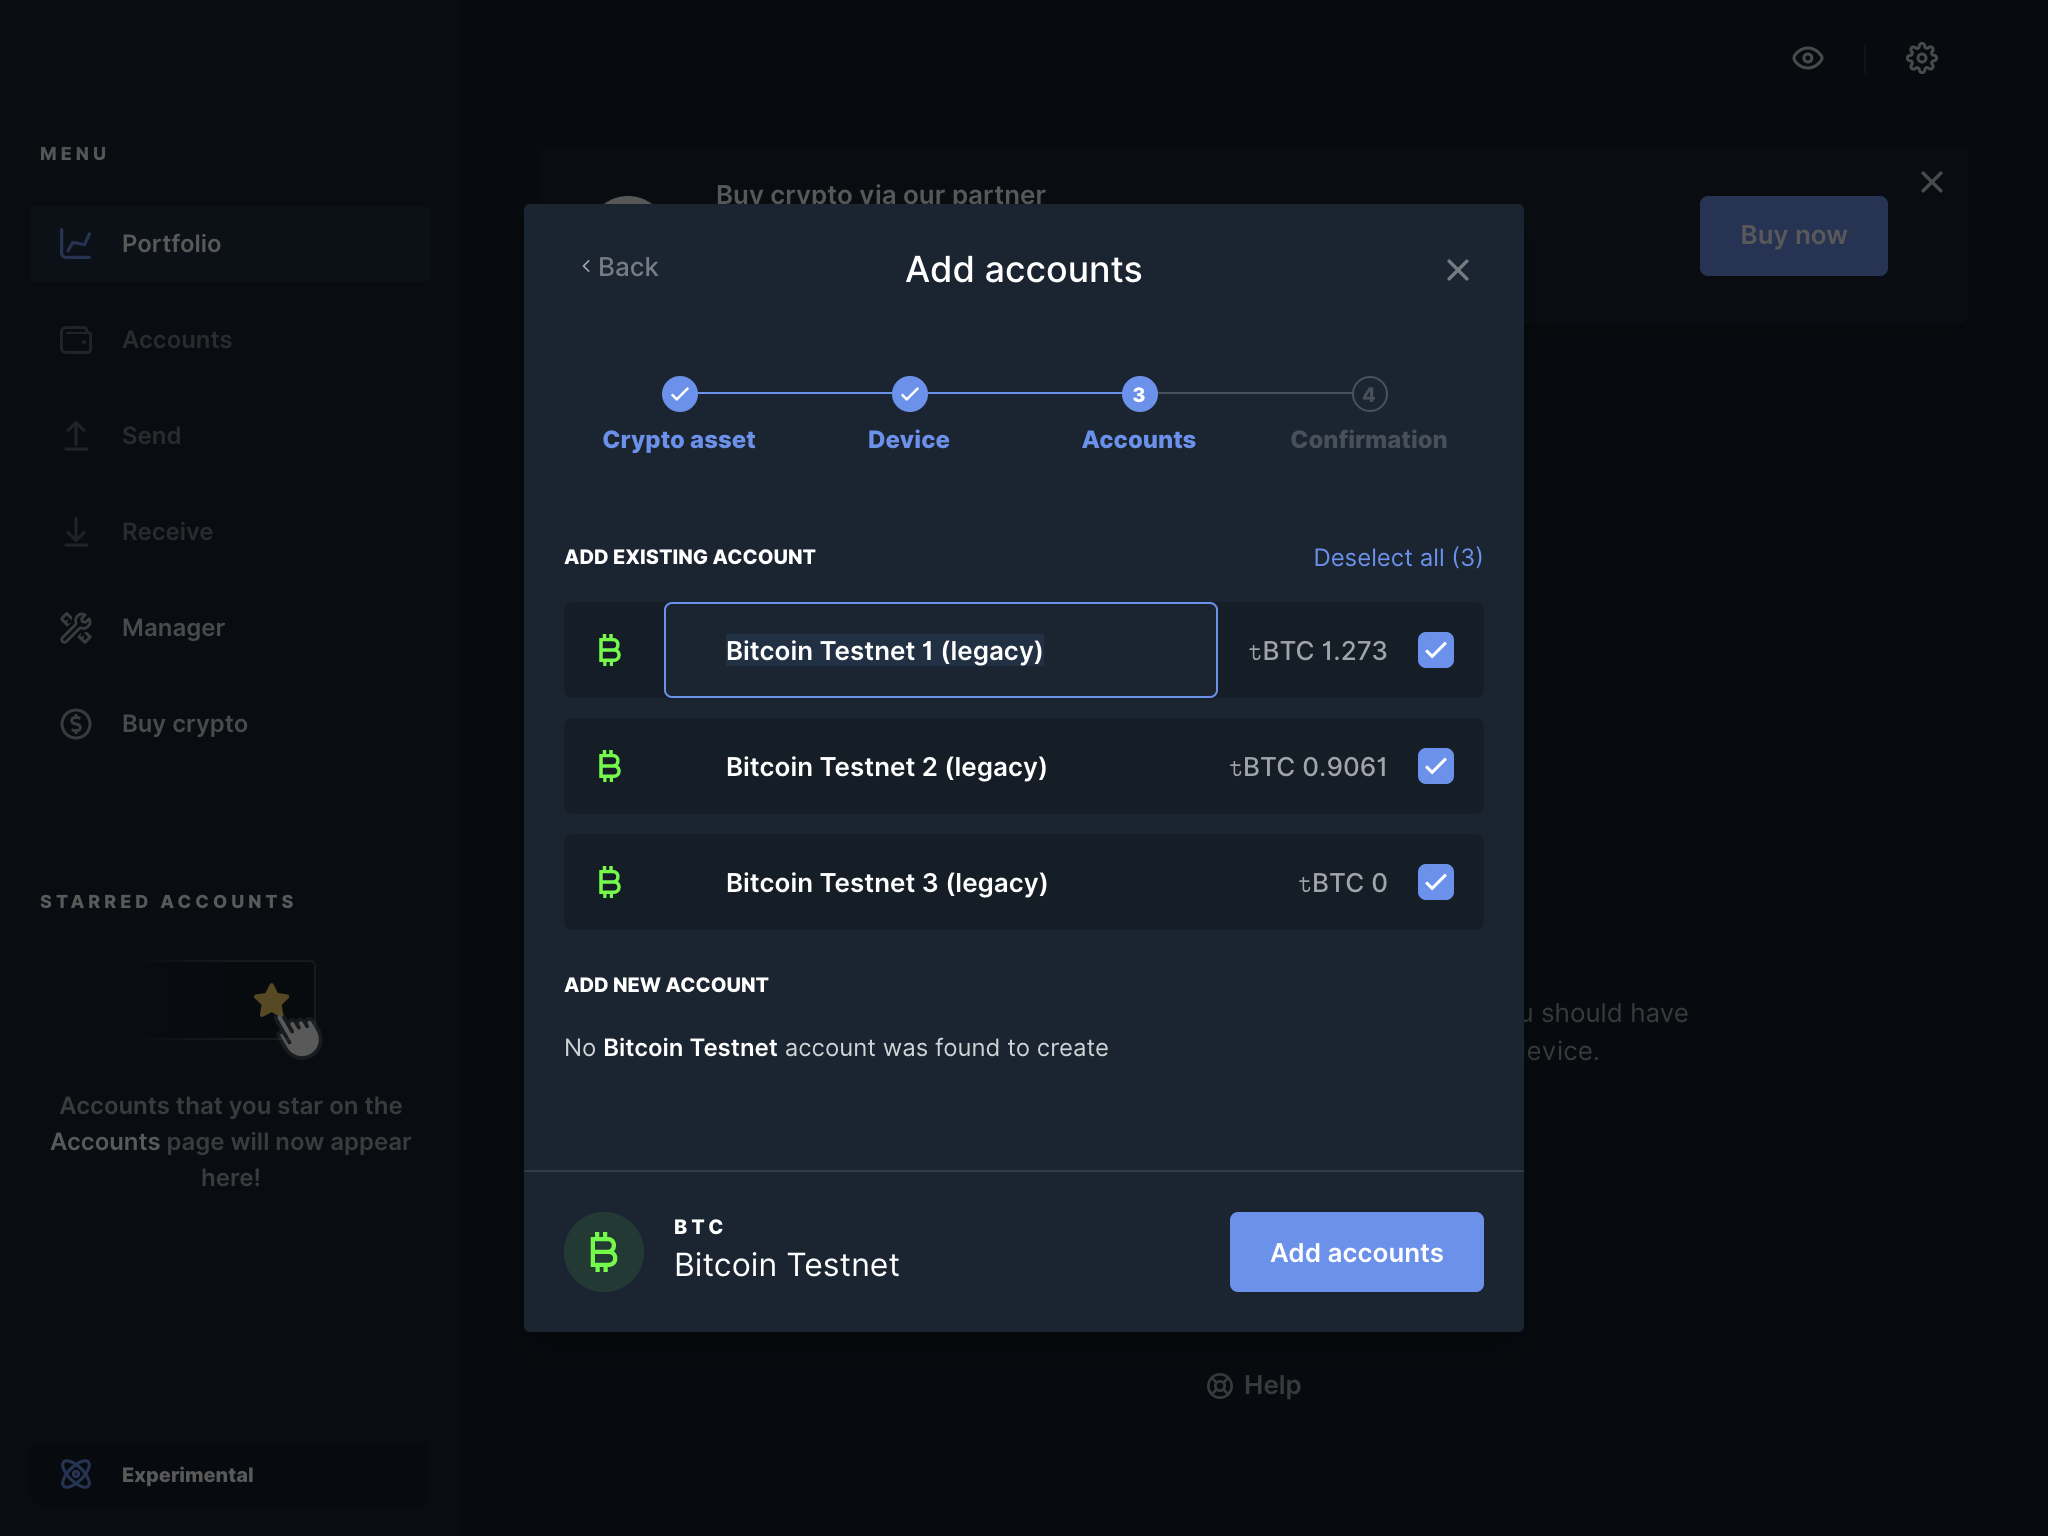 MENU
Portfolio
Accounts
Send
Receive
Manager
Buy crypto
STARRED ACCOUNTS
Accounts that you star on the
Accounts page will now appear
here!
Experimental
Buy crypto via our partner
Buy now
Back
Add accounts
3
4
Crypto asset
Device
Accounts
Confirmation
ADD EXISTING ACCOUNT
Deselect all (3)
Bitcoin Testnet 1 (legacy)
tBTC 1.273
Bitcoin Testnet 2 (legacy)
tBTC 0.9061
Bitcoin Testnet 3 (legacy)
tBTC 0
ADD NEW ACCOUNT
No Bitcoin Testnet account was found to create
should have
evice.
BTC
Bitcoin Testnet
Add accounts
Help